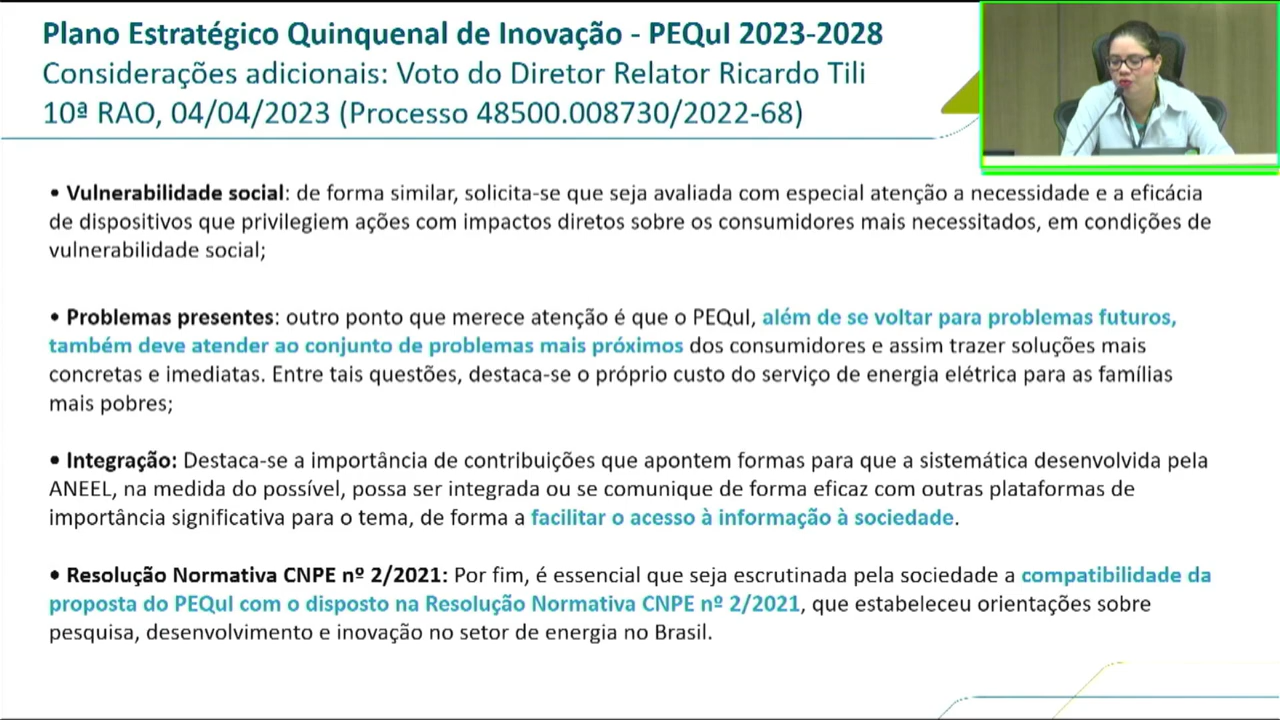 Plano Estratégico Quinquenal de Inovação - PEQuI 2023-2028
Considerações adicionais: Voto do Diretor Relator Ricardo Tili
10ª RAO, 04/04/2023 (Processo 48500.008730/2022-68)
• Vulnerabilidade social: de forma similar, solicita-se que seja avaliada com especial atenção a necessidade e a eficácia
de dispositivos que privilegiem ações com impactos diretos sobre os consumidores mais necessitados, em condições de
vulnerabilidade social;
• Problemas presentes: outro ponto que merece atenção é que o PEQuI, além de se voltar para problemas futuros,
também deve atender ao conjunto de problemas mais próximos dos consumidores e assim trazer soluções mais
concretas e imediatas. Entre tais questões, destaca-se o próprio custo do serviço de energia elétrica para as famílias
mais pobres;
• Integração: Destaca-se a importância de contribuições que apontem formas para que a sistemática desenvolvida pela
ANEEL, na medida do possível, possa ser integrada ou se comunique de forma eficaz com outras plataformas de
importância significativa para o tema, de forma a facilitar o acesso à informação à sociedade.
• Resolução Normativa CNPE nº 2/2021: Por fim, é essencial que seja escrutinada pela sociedade a compatibilidade da
proposta do PEQuI com o disposto na Resolução Normativa CNPE nº 2/2021, que estabeleceu orientações sobre
pesquisa, desenvolvimento e inovação no setor de energia no Brasil.